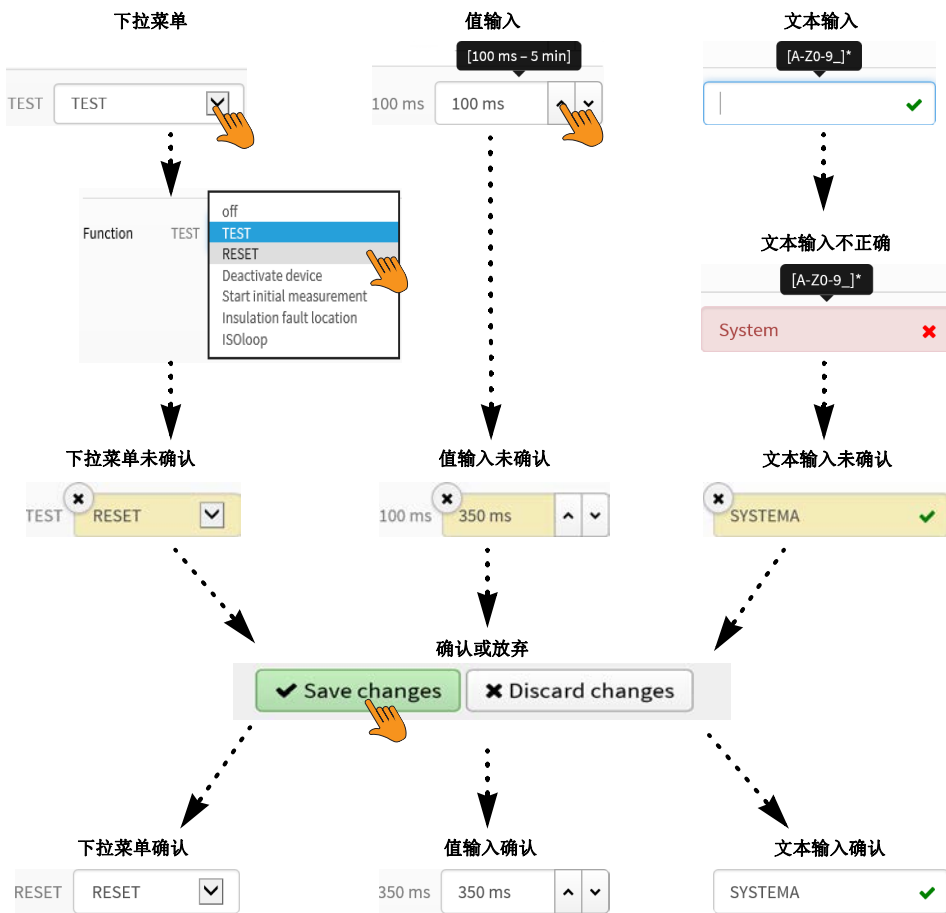 下拉菜单
值输入
文本输入
[100 ms – 5 min]
[A-Z0-9_]*
TEST TEST
100 ms 100 ms
Function TEST
off
TEST
RESET
Deactivate device
Start initial measurement
Insulation fault location
ISOloop
文本输入不正确
[A-Z0-9_]*
System
下拉菜单未确认
值输入未确认
文本输入未确认
TEST RESET
100 ms 350 ms
SYSTEMA
确认或放弃
Save changes
Discard changes
下拉菜单确认
值输入确认
文本输入确认
RESET RESET
350 ms 350 ms
SYSTEMA